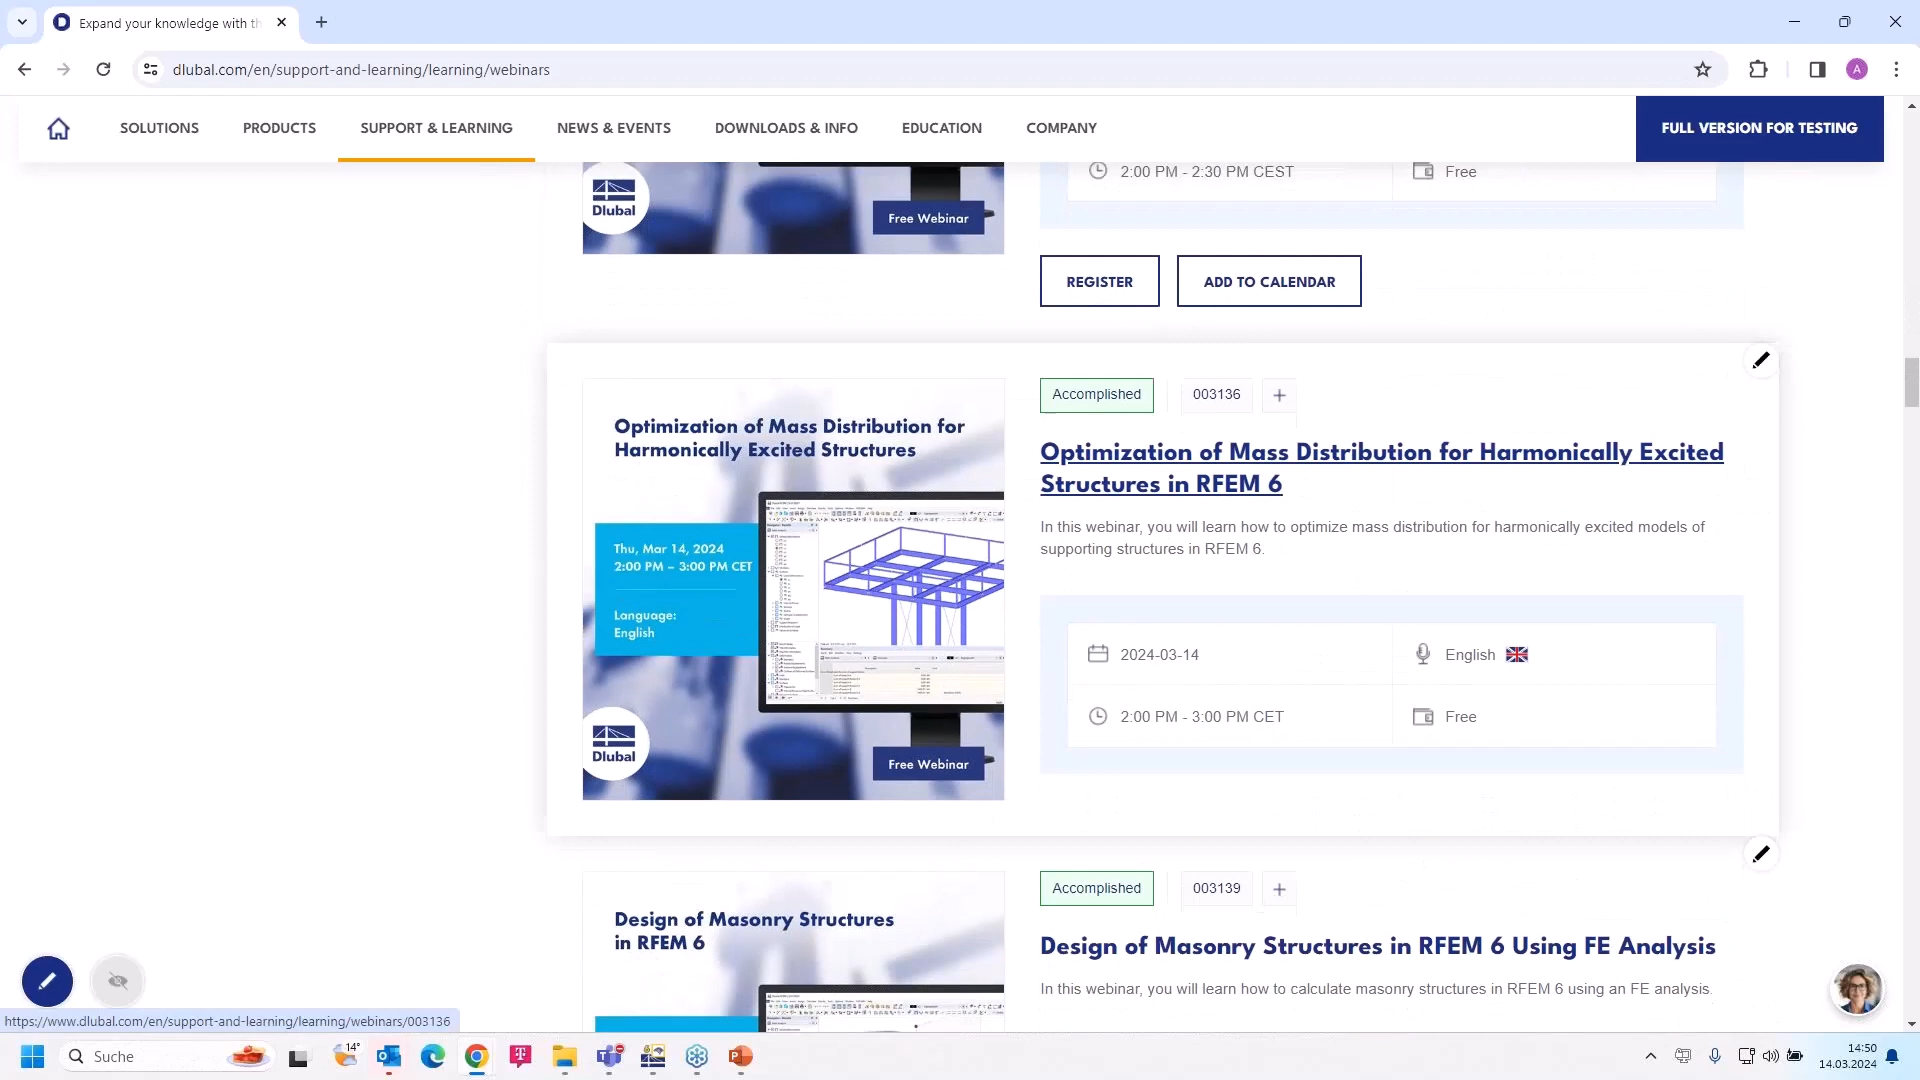 Expand your knowledge with th
dlubal.com/en/support-and-learning/learning/webinars
A
SOLUTIONS
PRODUCTS
SUPPORT & LEARNING
NEWS & EVENTS
DOWNLOADS & INFO
EDUCATION
COMPANY
FULL VERSION FOR TESTING
Dlubal
Free Webinar
2:00 PM - 2:30 PM CEST
Free
REGISTER
ADD TO CALENDAR
Optimization of Mass Distribution for
Harmonically Excited Structures
Thu, Mar 14, 2024
2:00 PM – 3:00 PM CET
Language:
English
Dlubal
Free Webinar
Accomplished
003136
+
Optimization of Mass Distribution for Harmonically Excited
Structures in RFEM 6
In this webinar, you will learn how to optimize mass distribution for harmonically excited models of
supporting structures in RFEM 6.
2024-03-14
English
2:00 PM - 3:00 PM CET
Free
Design of Masonry Structures
in RFEM 6
Accomplished
003139
+
Design of Masonry Structures in RFEM 6 Using FE Analysis
In this webinar, you will learn how to calculate masonry structures in RFEM 6 using an FE analysis.
https://www.dlubal.com/en/support-and-learning/learning/webinars/003136
Suche
14°
14:50
14.03.2024